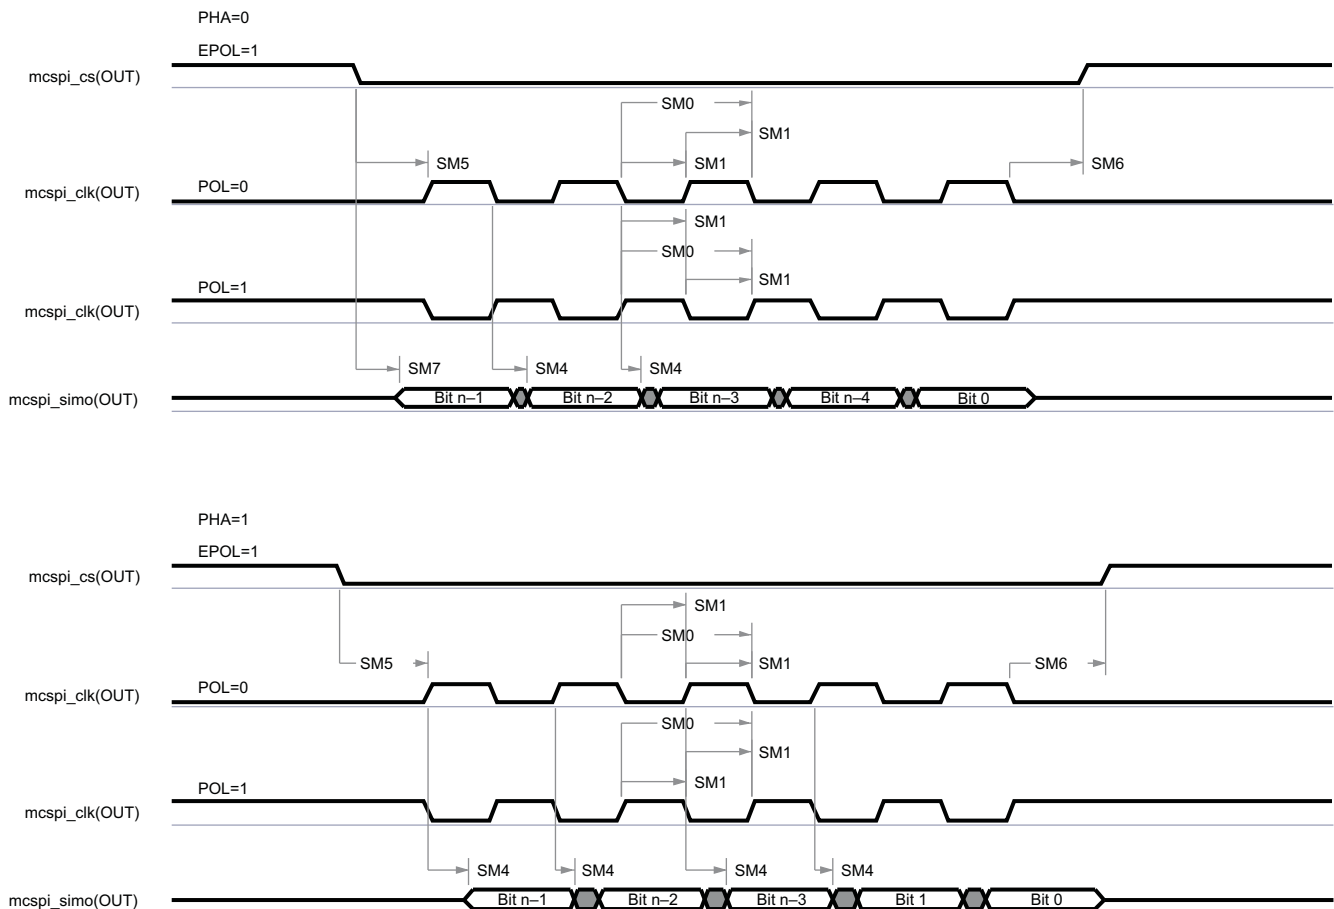 PHA=0
EPOL=1
mcspi_cs(OUT)
SM0
SM1
SM5
SM1
SM6
mcspi_clk(OUT)
POL=0
SM1
SM0
SM1
POL=1
mcspi_clk(OUT)
SM7
SM4
SM4
mcspi_simo(OUT)
Bit n–1
Bit n–2
Bit n–3
Bit n–4
Bit 0
PHA=1
EPOL=1
mcspi_cs(OUT)
SM1
SM0
SM5
SM1
SM6
mcspi_clk(OUT)
POL=0
SM0
SM1
SM1
POL=1
mcspi_clk(OUT)
SM4
SM4
SM4
SM4
mcspi_simo(OUT)
Bit n–1
Bit n–2
Bit n–3
Bit 1
Bit 0